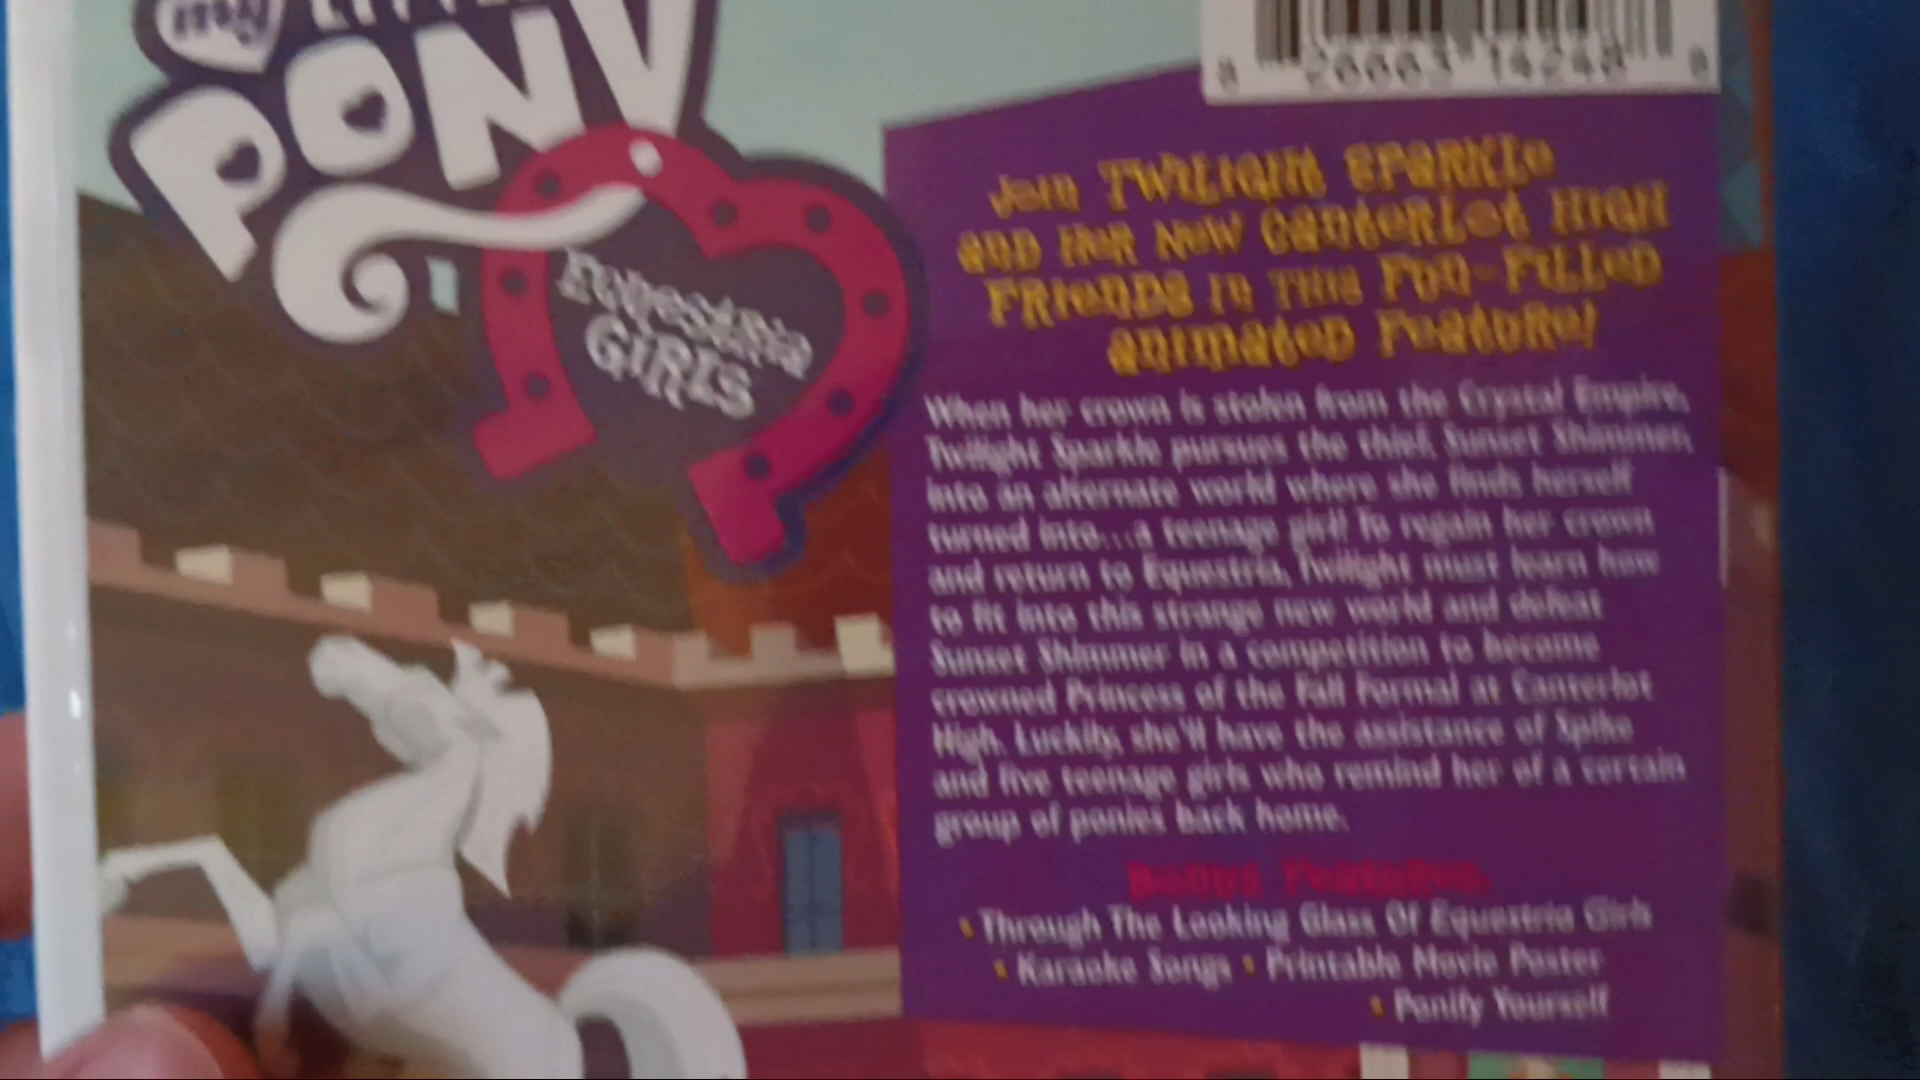 my LITTLE
PONY
EQUESTRIA
GIRLS
Join Twilight Sparkle
and her new Canterlot High
friends in this fun-filled
animated feature!
When her crown is stolen from the Crystal Empire,
Twilight Sparkle pursues the thief, Sunset Shimmer,
into an alternate world where she finds herself
turned into...a teenage girl! To regain her crown
and return to Equestria, Twilight must learn how
to fit into this strange new world and defeat
Sunset Shimmer in a competition to become
crowned Princess of the Fall Formal at Canterlot
High. Luckily, she'll have the assistance of Spike
and five teenage girls who remind her of a certain
group of ponies back home.
Bonus Features:
• Through The Looking Glass Of Equestria Girls
• Karaoke Songs • Printable Movie Poster
• Ponify Yourself